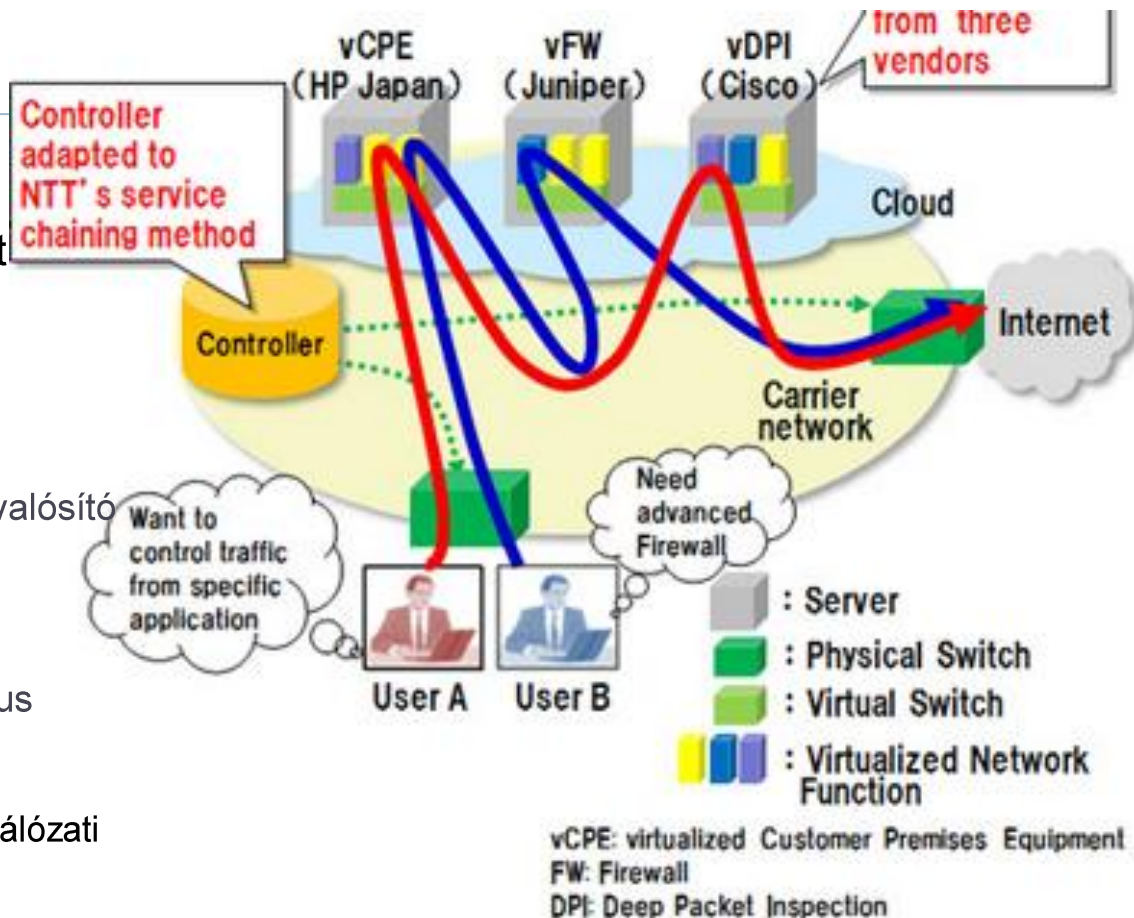 from three
vendors
vCPE
(HP Japan)
vFW
(Juniper)
vDPI
(Cisco)
Controller
adapted to
NTT's service
chaining method
Cloud
t
Controller
Internet
Carrier
network
valósító
Want to
control traffic
from specific
application
Need
advanced
Firewall
: Server
: Physical Switch
User A
User B
us
: Virtual Switch
: Virtualized Network
Function
álózati
vCPE: virtualized Customer Premises Equipment
FW: Firewall
DPI: Deep Packet Inspection